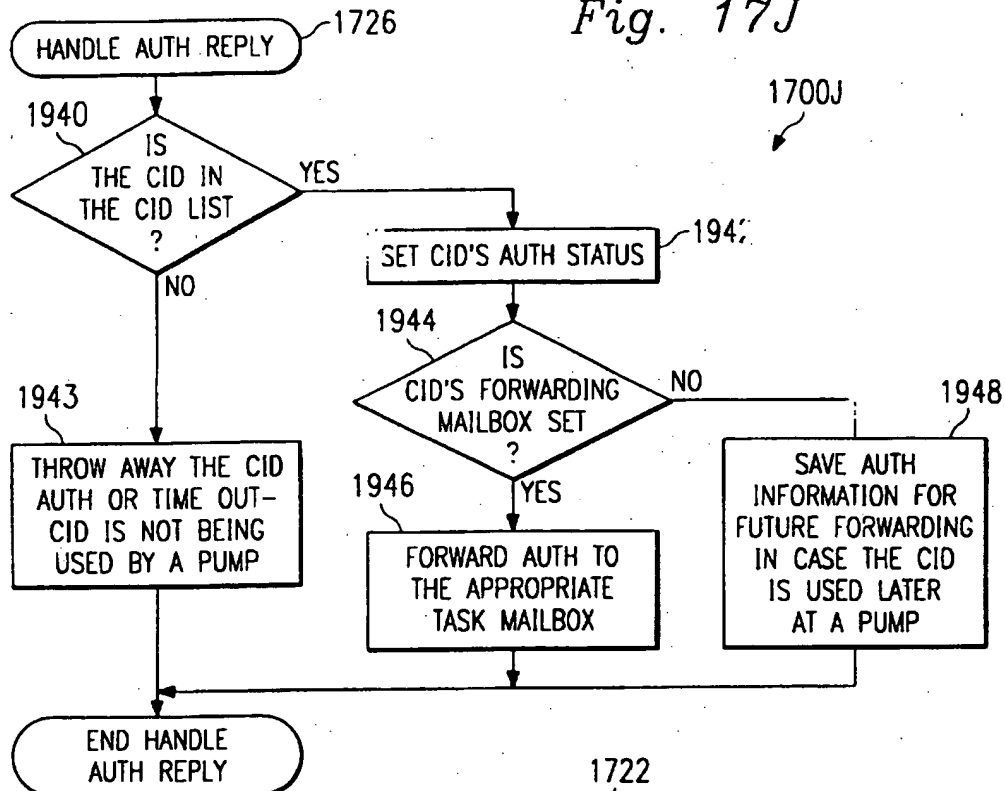 Fig. 17J
HANDLE AUTH REPLY
1726
1700J
1940
IS
THE CID IN
THE CID LIST
?
YES
NO
SET CID'S AUTH STATUS
1944
IS
CID'S FORWARDING
MAILBOX SET
?
NO
YES
1943
THROW AWAY THE CID
AUTH OR TIME OUT-
CID IS NOT BEING
USED BY A PUMP
1946
FORWARD AUTH TO
THE APPROPRIATE
TASK MAILBOX
1948
SAVE AUTH
INFORMATION FOR
FUTURE FORWARDING
IN CASE THE CID
IS USED LATER
AT A PUMP
END HANDLE
AUTH REPLY
1722